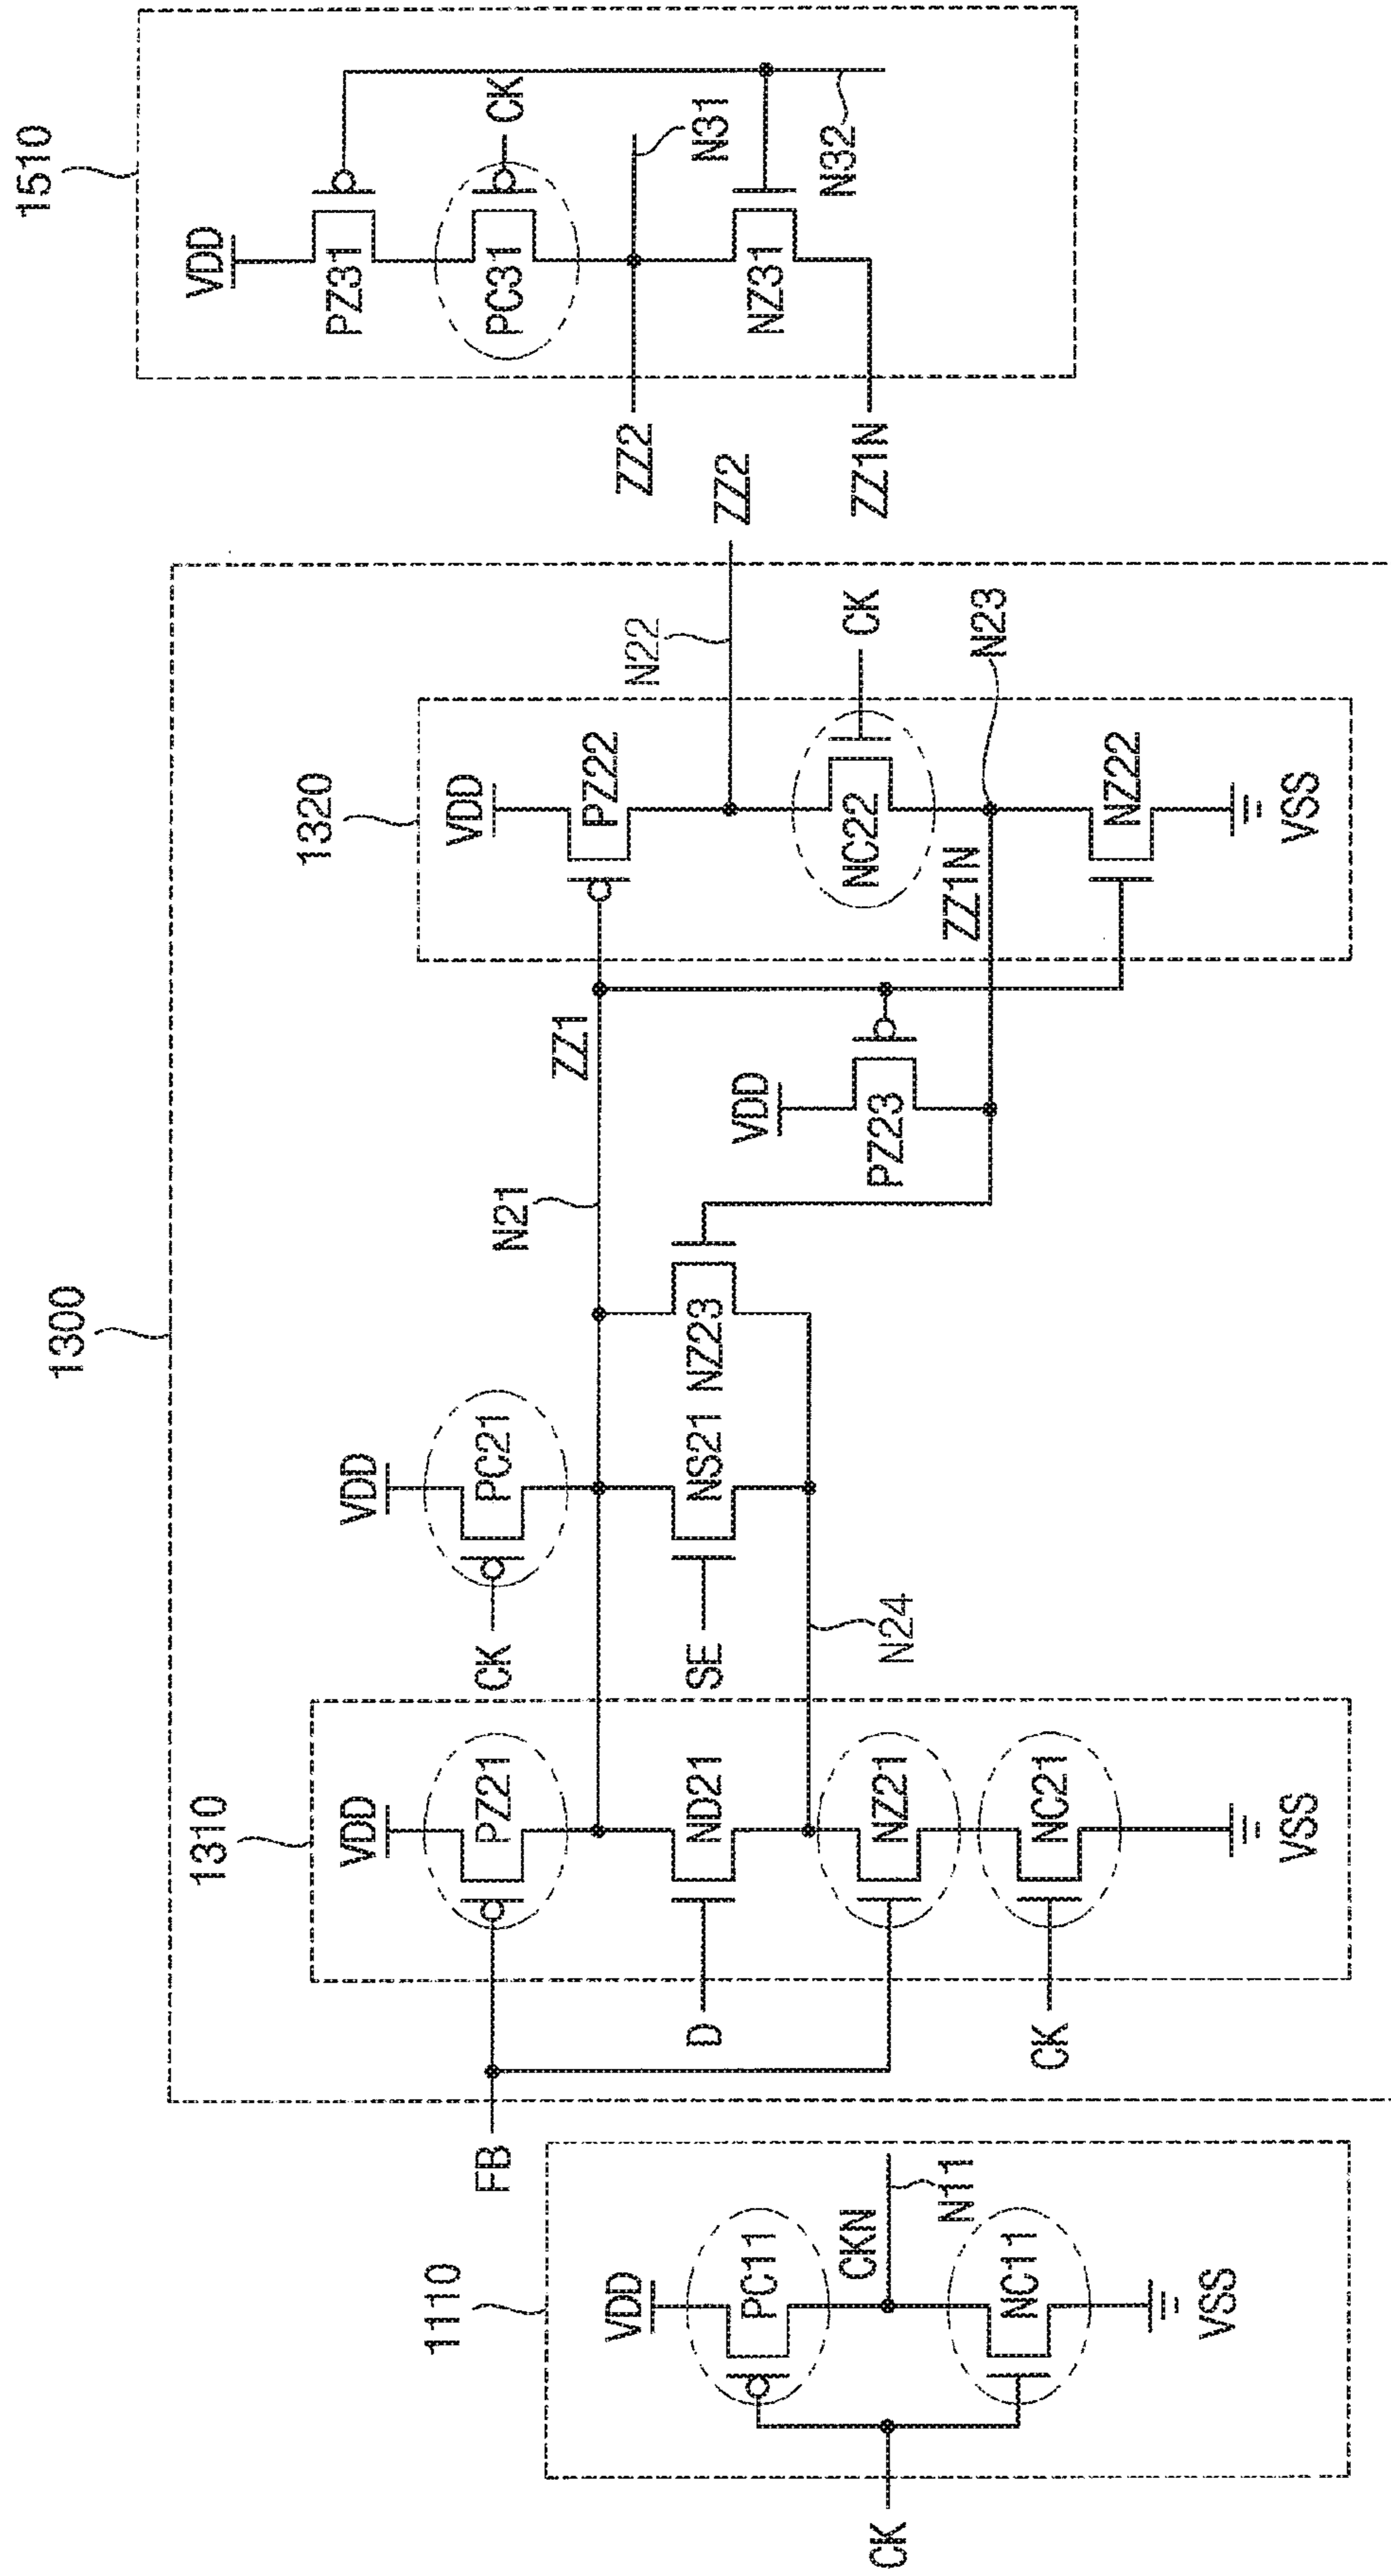 1110
CK
VDD
PC11
CKN
N11
NC11
VSS
1300
FB
1310
VDD
PZ21
D
ND21
NZ21
CK
NC21
VSS
VDD
CK
PC21
SE
NS21
N24
N21
NZ23
ZZ1
VDD
PZ23
1320
VDD
PZ22
N22
ZZ2
NC22
CK
ZZ1N
N23
NZ22
VSS
1510
VDD
PZ31
PC31
CK
ZZ2
N31
NZ31
N32
ZZ1N